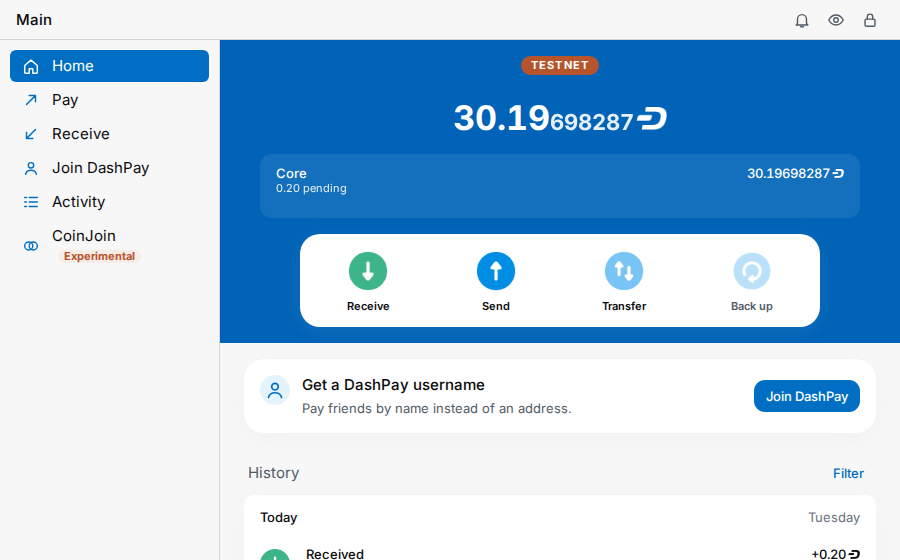 Main
Home
Pay
Receive
Join DashPay
Activity
CoinJoin
Experimental
TESTNET
30.19698287
Core
30.19698287
0.20 pending
Receive
Send
Transfer
Back up
Get a DashPay username
Pay friends by name instead of an address.
Join DashPay
History
Filter
Today
Tuesday
Received
+0.20